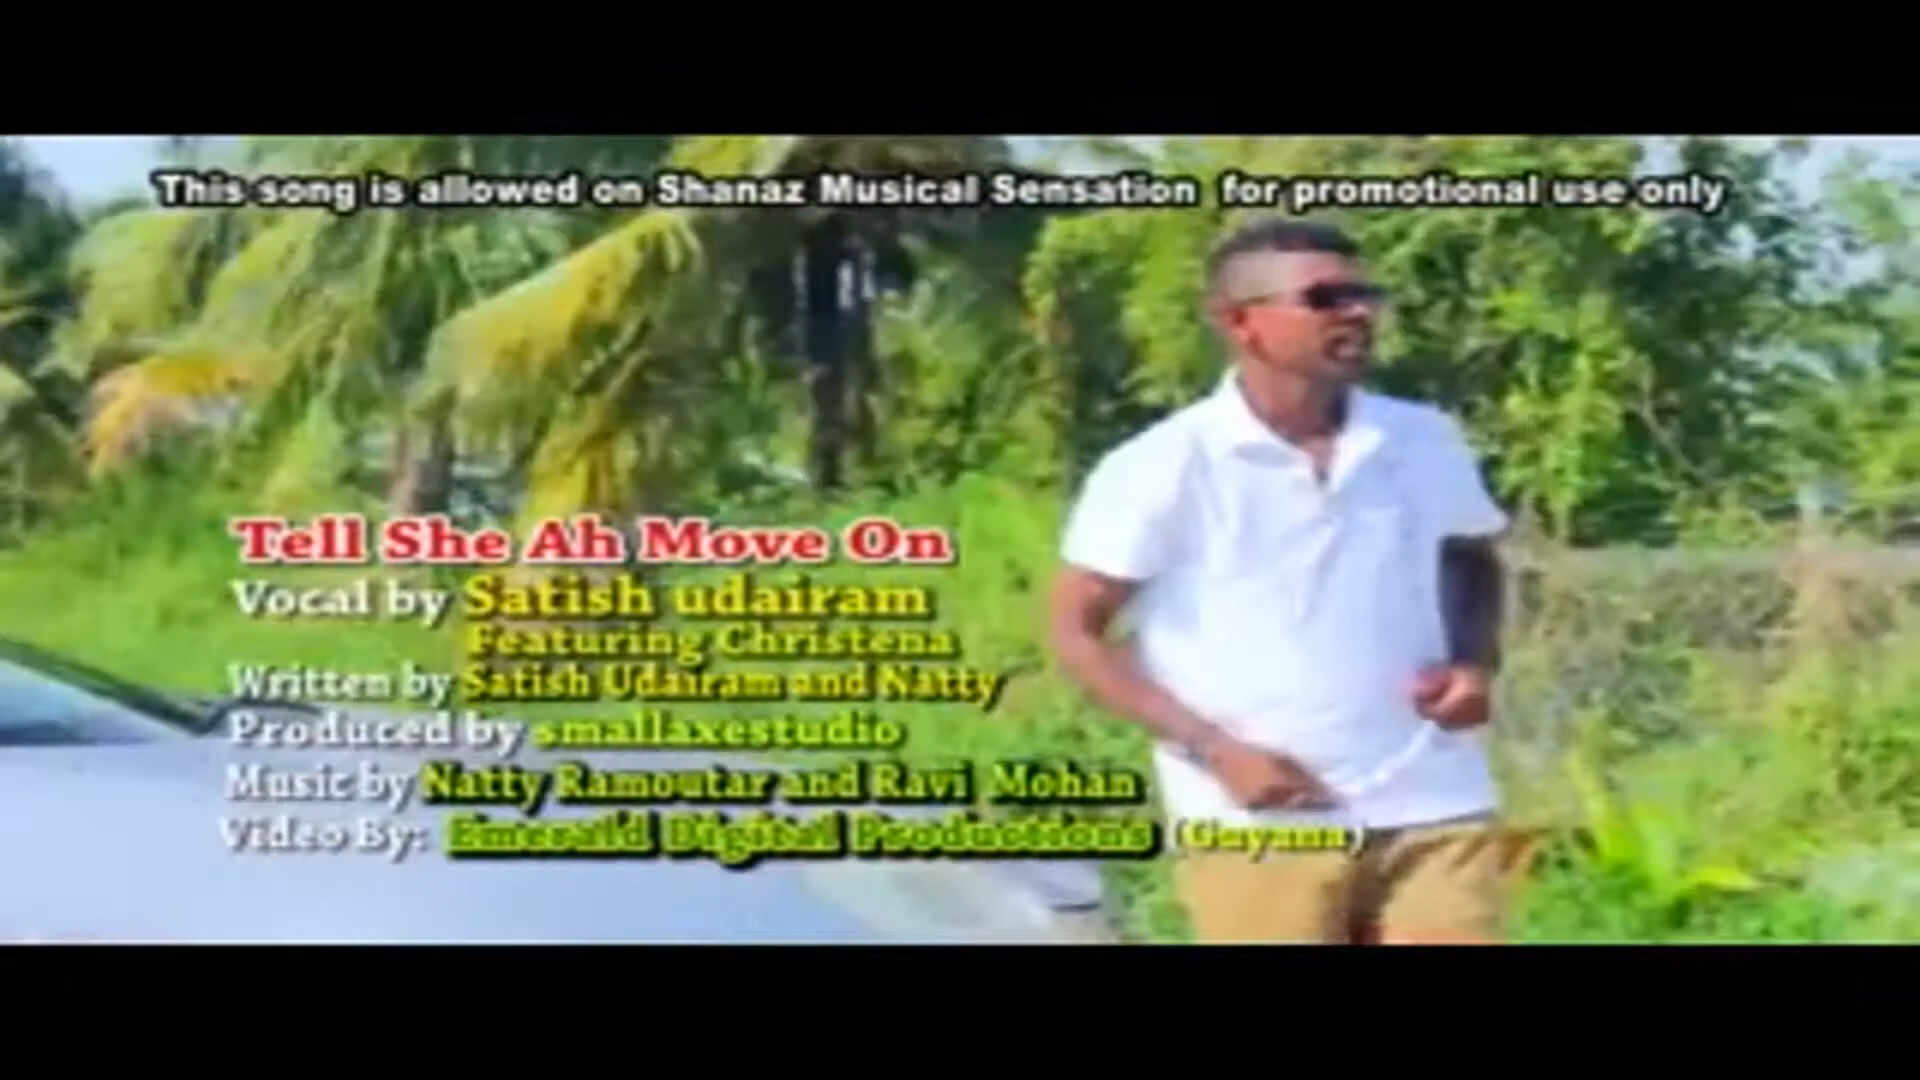 This song is allowed on Shanaz Musical Sensation for promotional use only
Tell She Ah Move On
Vocal by Satish udairam
Featuring Christena
Written by Satish Udairam and Natty
Produced by smallaxestudio
Music by Natty Ramoutar and Ravi Mohan
Video By: Emerald Digital Productions (Guyana)